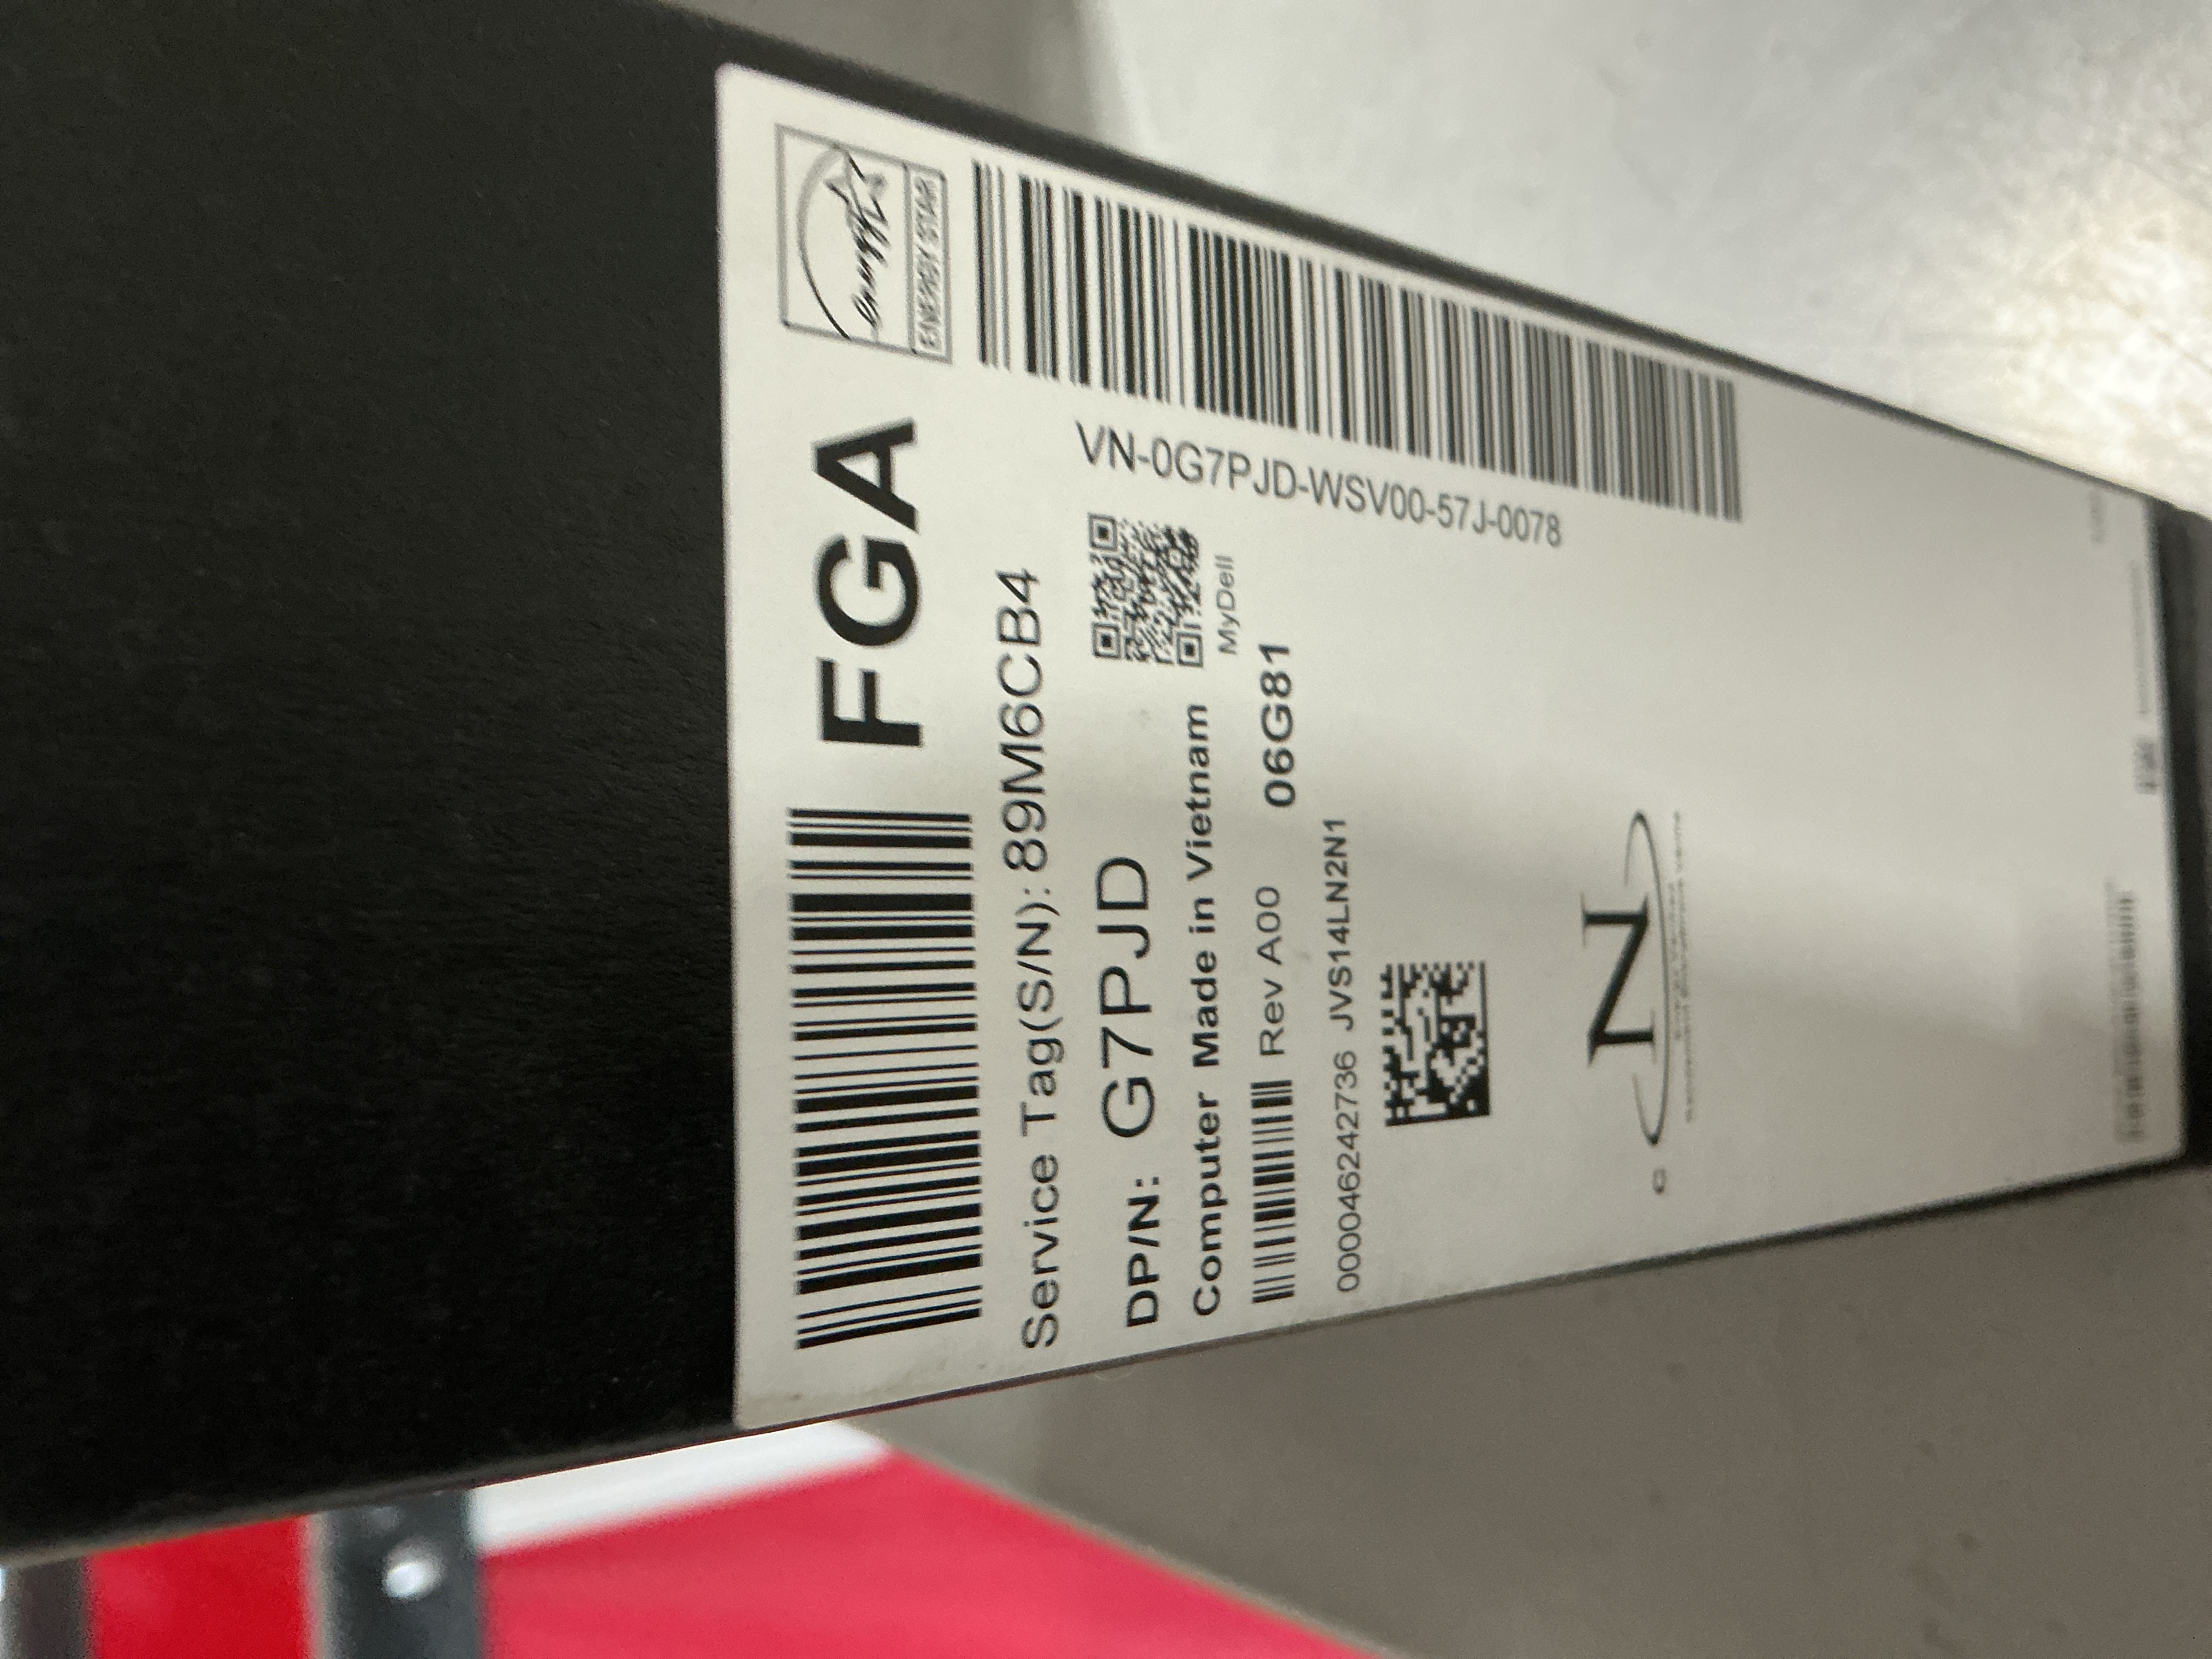 FGA
energy
ENERGY STAR
Service Tag(S/N): 89M6CB4
DP/N: G7PJD
Computer Made in Vietnam
MyDell
VN-0G7PJD-WSV00-57J-0078
Rev A00 06G81
000046242736 JVS14LN2N1
N